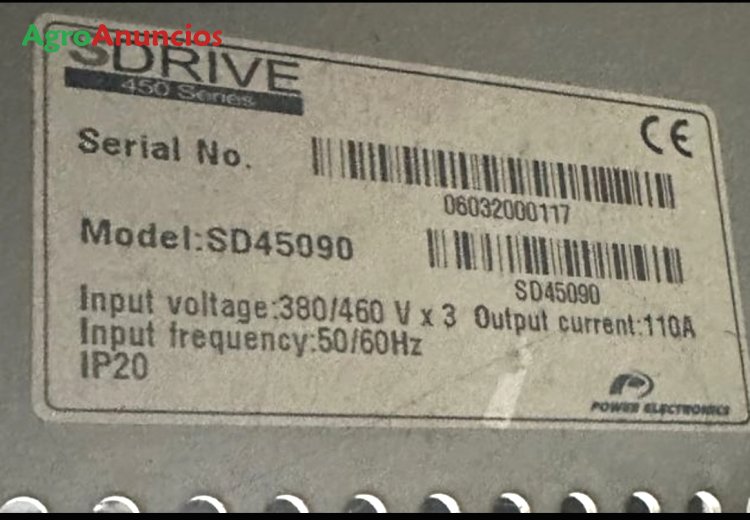 AgroAnuncios
SDRIVE
450 Series
CE
Serial No.
06032000117
Model:SD45090
SD45090
Input voltage:380/460 V x 3 Output current:110A
Input frequency:50/60Hz
IP20
POWER ELECTRONICS